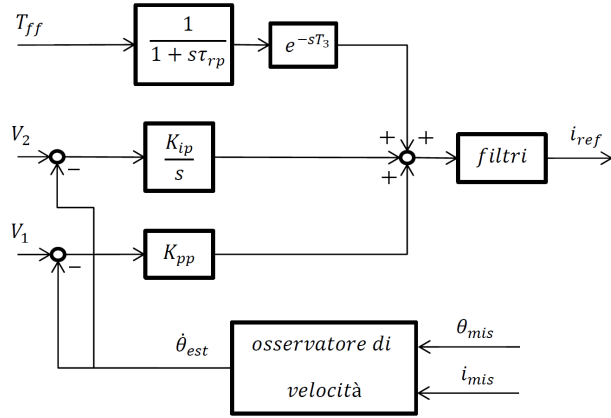 T_ff
1
1 + sτ_rp
e^{-sT_3}
V_2
−
K_ip
s
+ +
+
filtri
i_ref
V_1
−
K_pp
θ̇_est
osservatore di
velocità
θ_mis
i_mis